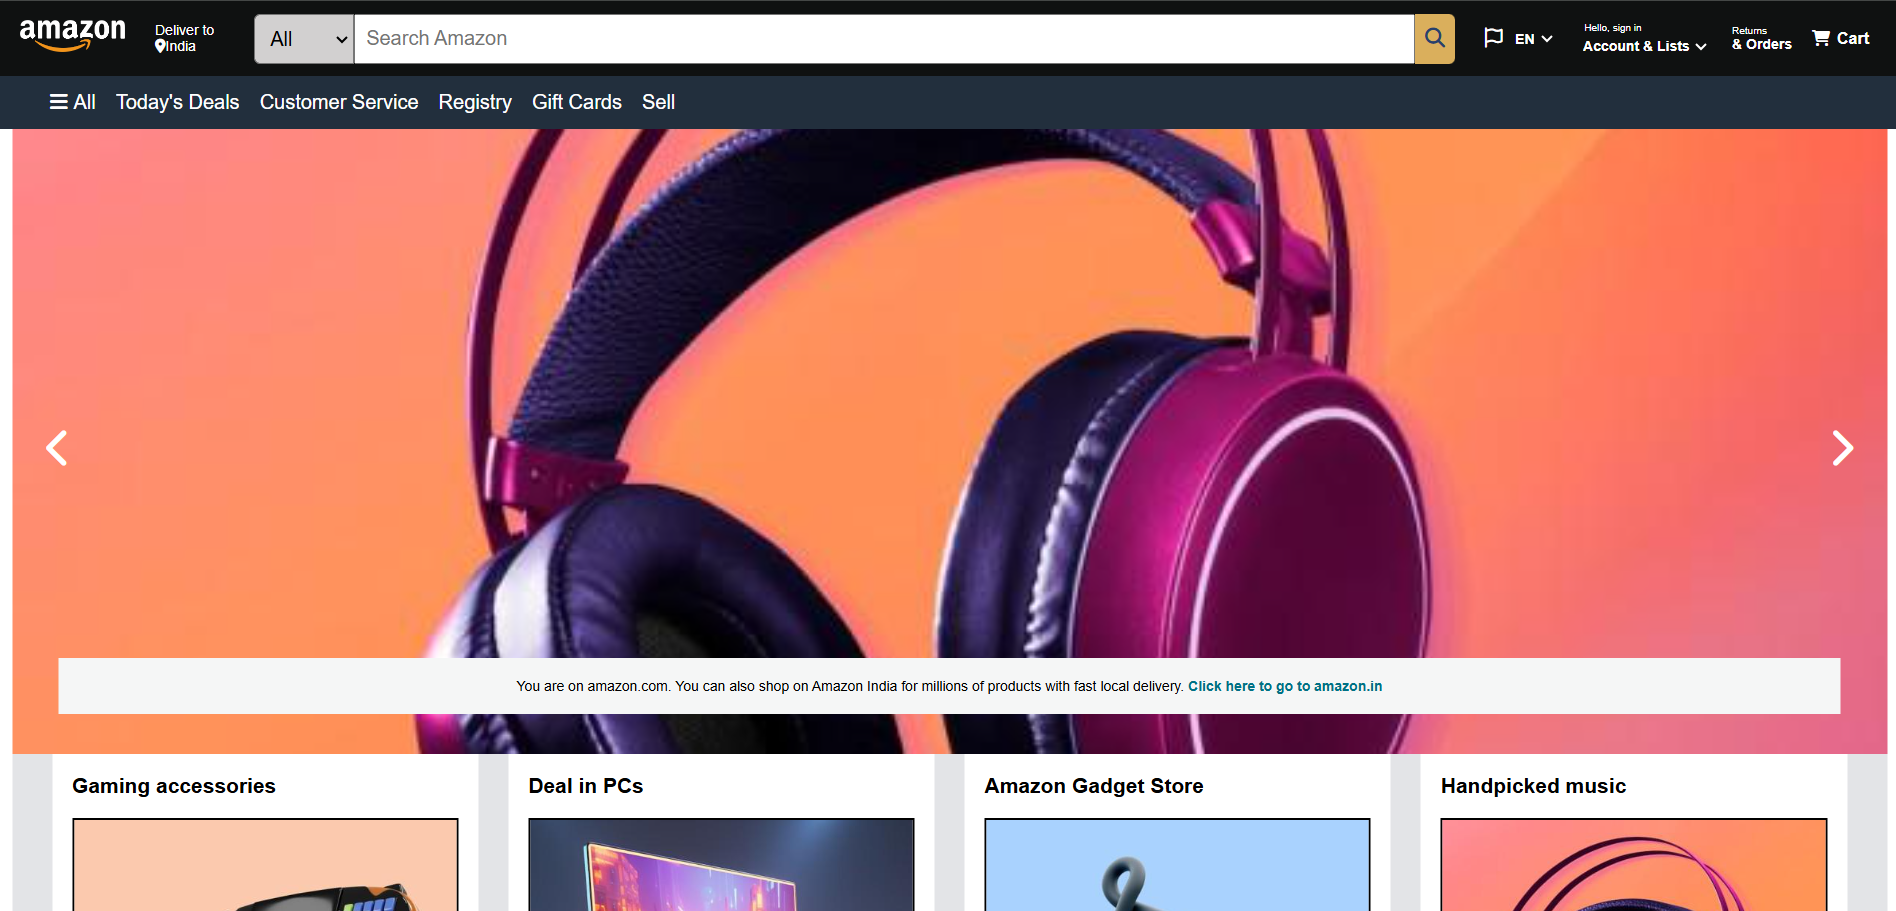 amazon
Deliver to
India
All
Search Amazon
EN
Hello, sign in
Account & Lists
Returns
& Orders
Cart
All Today's Deals Customer Service Registry Gift Cards Sell
You are on amazon.com. You can also shop on Amazon India for millions of products with fast local delivery. Click here to go to amazon.in
Gaming accessories
Deal in PCs
Amazon Gadget Store
Handpicked music